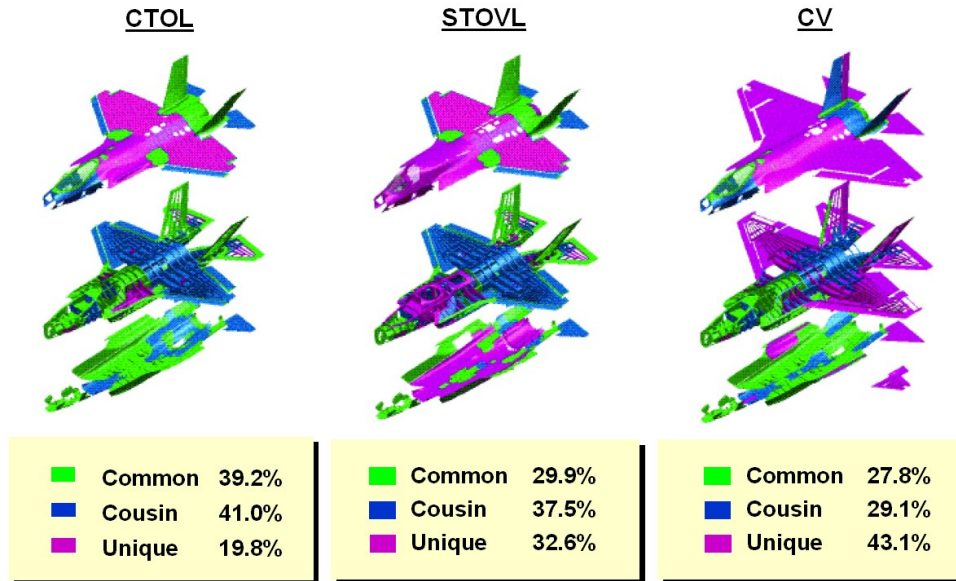 CTOL
STOVL
CV
Common 39.2%
Cousin 41.0%
Unique 19.8%
Common 29.9%
Cousin 37.5%
Unique 32.6%
Common 27.8%
Cousin 29.1%
Unique 43.1%